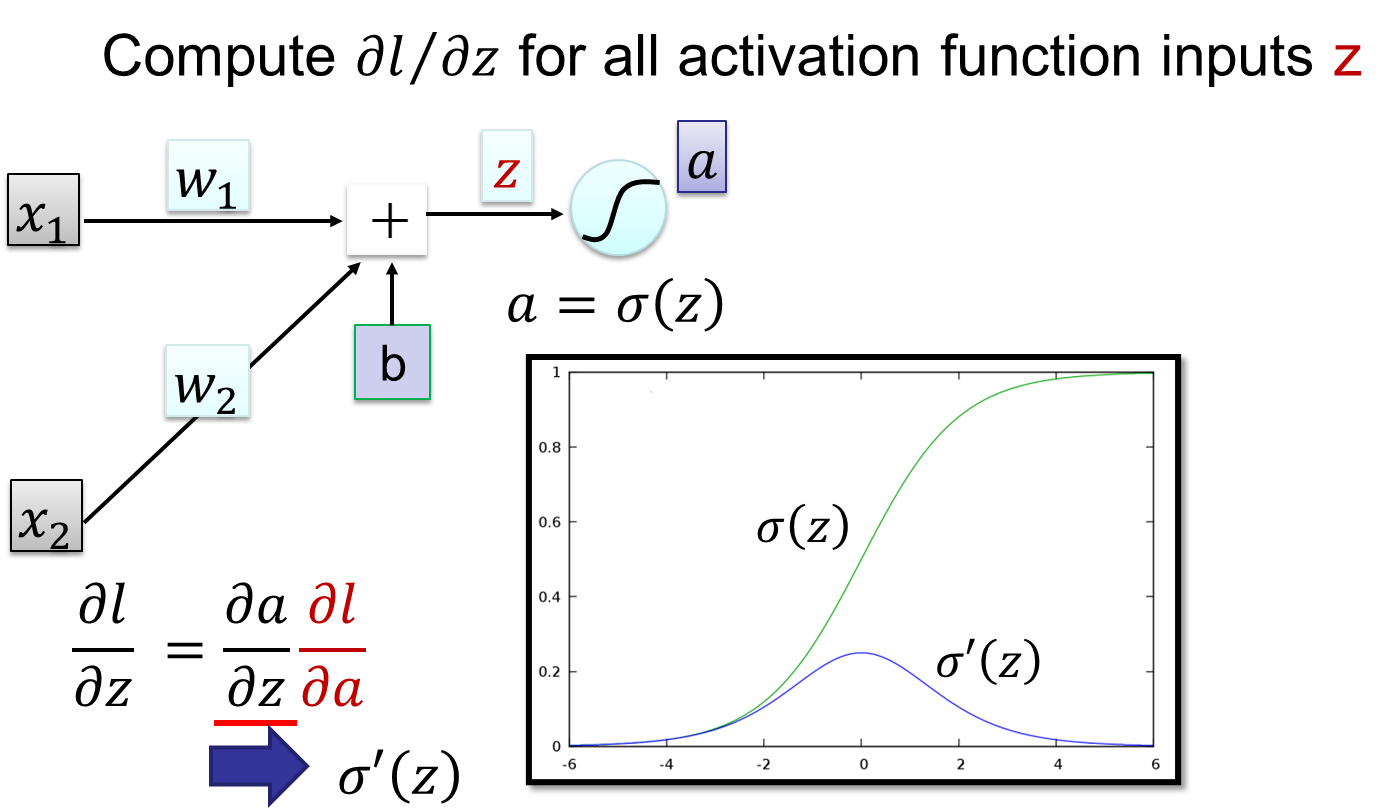 Compute ∂l/∂z for all activation function inputs z
x₁
w₁
+
z
a
a = σ(z)
b
w₂
x₂
∂l/∂z = ∂a/∂z ∂l/∂a
σ′(z)
1
0.8
0.6
0.4
0.2
0
-6 -4 -2 0 2 4 6
σ(z)
σ′(z)